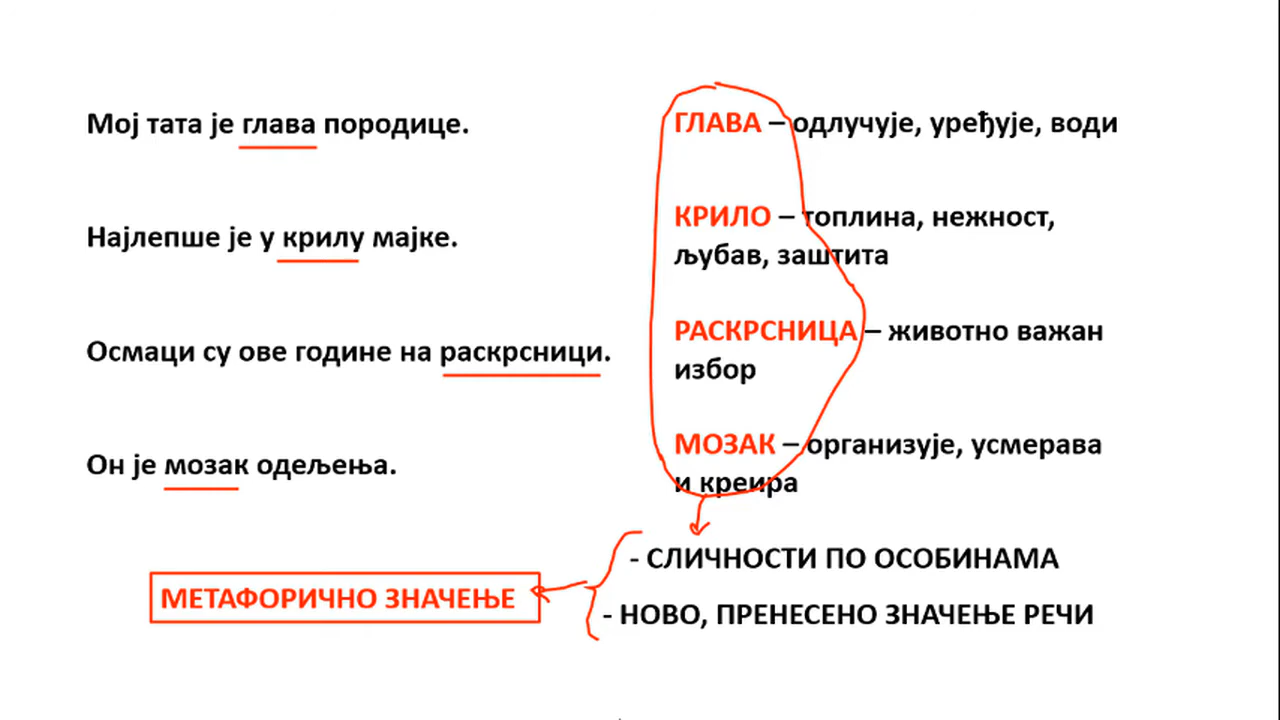 Мој тата је глава породице.
ГЛАВА – одлучује, уређује, води
Најлепше је у крилу мајке.
КРИЛО – топлина, нежност,
љубав, заштита
Осмаци су ове године на раскрсници.
РАСКРСНИЦА – животно важан
избор
Он је мозак одељења.
МОЗАК – организује, усмерава
и креира
- СЛИЧНОСТИ ПО ОСОБИНАМА
МЕТАФОРИЧНО ЗНАЧЕЊЕ
- НОВО, ПРЕНЕСЕНО ЗНАЧЕЊЕ РЕЧИ